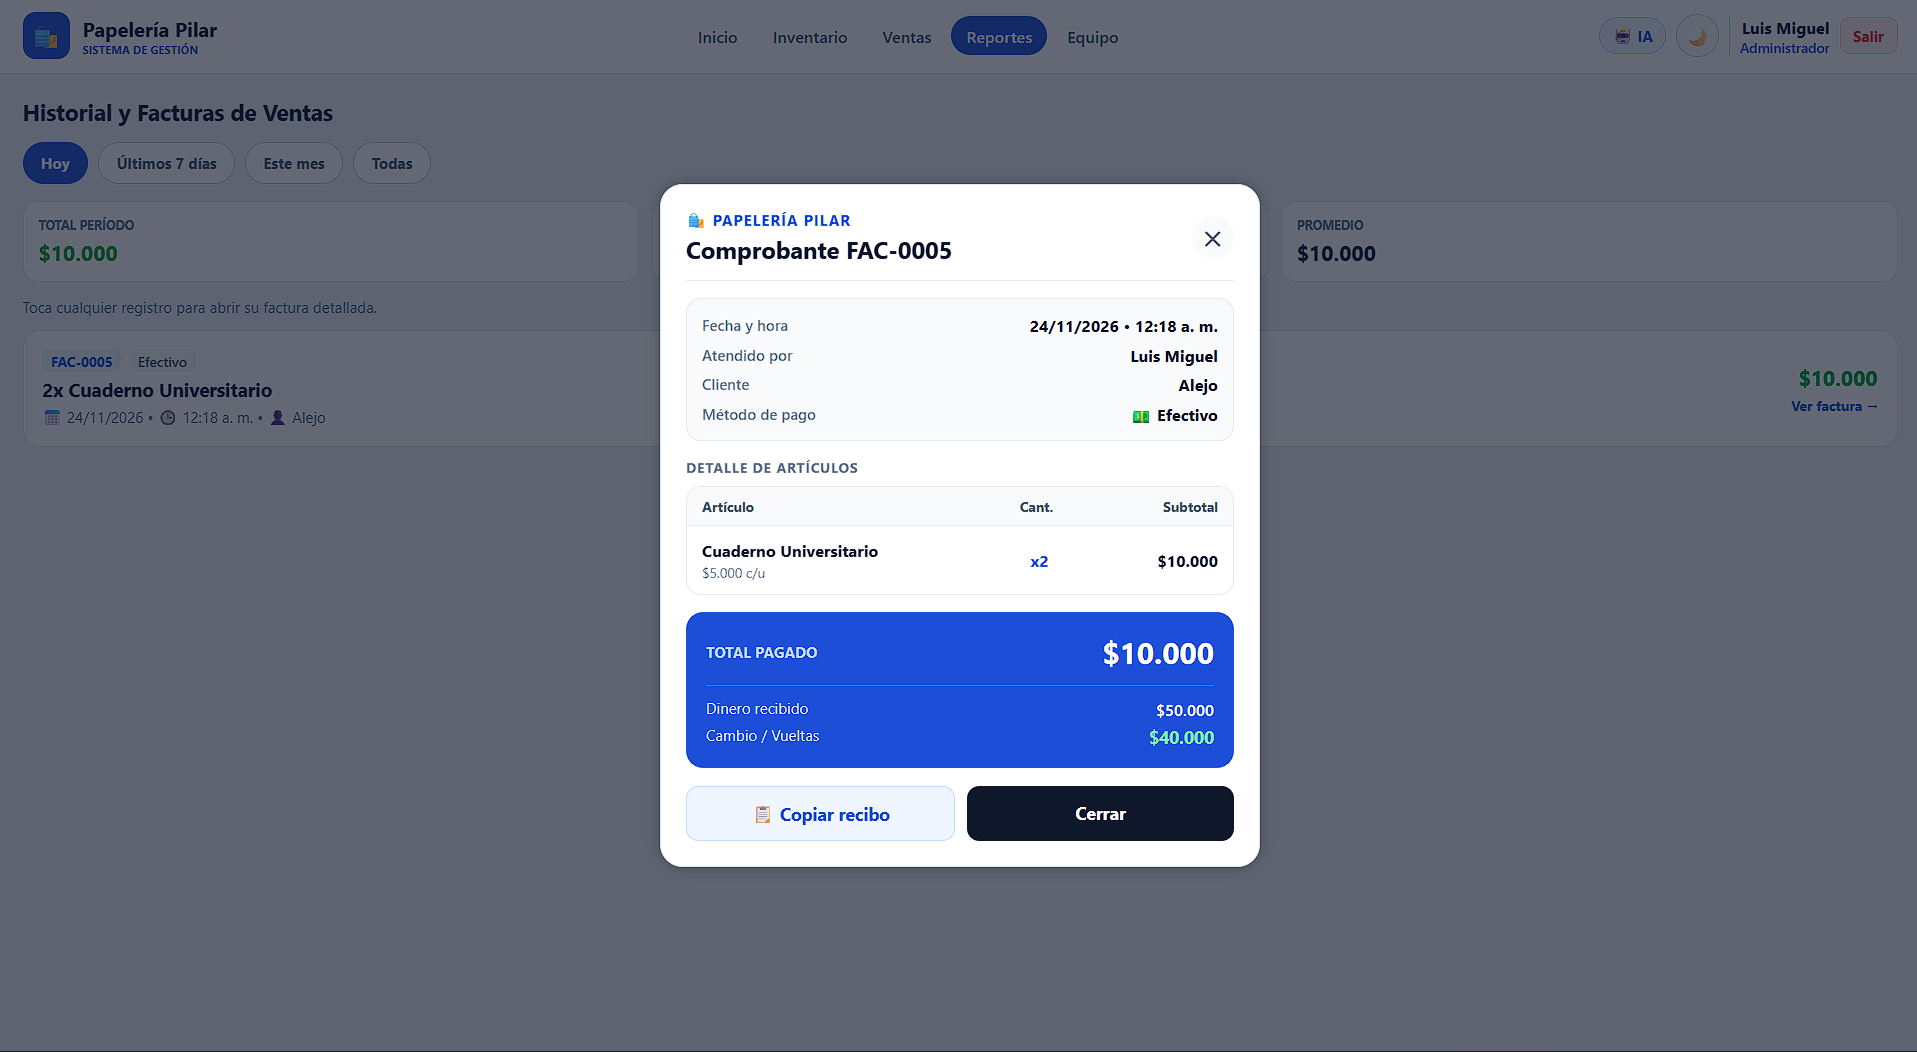 Papelería Pilar
SISTEMA DE GESTIÓN
Inicio
Inventario
Ventas
Reportes
Equipo
IA
Luis Miguel
Administrador
Salir
Historial y Facturas de Ventas
Hoy
Últimos 7 días
Este mes
Todas
TOTAL PERÍODO
$10.000
PROMEDIO
$10.000
Toca cualquier registro para abrir su factura detallada.
FAC-0005
Efectivo
2x Cuaderno Universitario
24/11/2026 • 12:18 a. m. • Alejo
$10.000
Ver factura →
PAPELERÍA PILAR
Comprobante FAC-0005
Fecha y hora
24/11/2026 • 12:18 a. m.
Atendido por
Luis Miguel
Cliente
Alejo
Método de pago
Efectivo
DETALLE DE ARTÍCULOS
Artículo
Cant.
Subtotal
Cuaderno Universitario
$5.000 c/u
x2
$10.000
TOTAL PAGADO
$10.000
Dinero recibido
$50.000
Cambio / Vueltas
$40.000
Copiar recibo
Cerrar